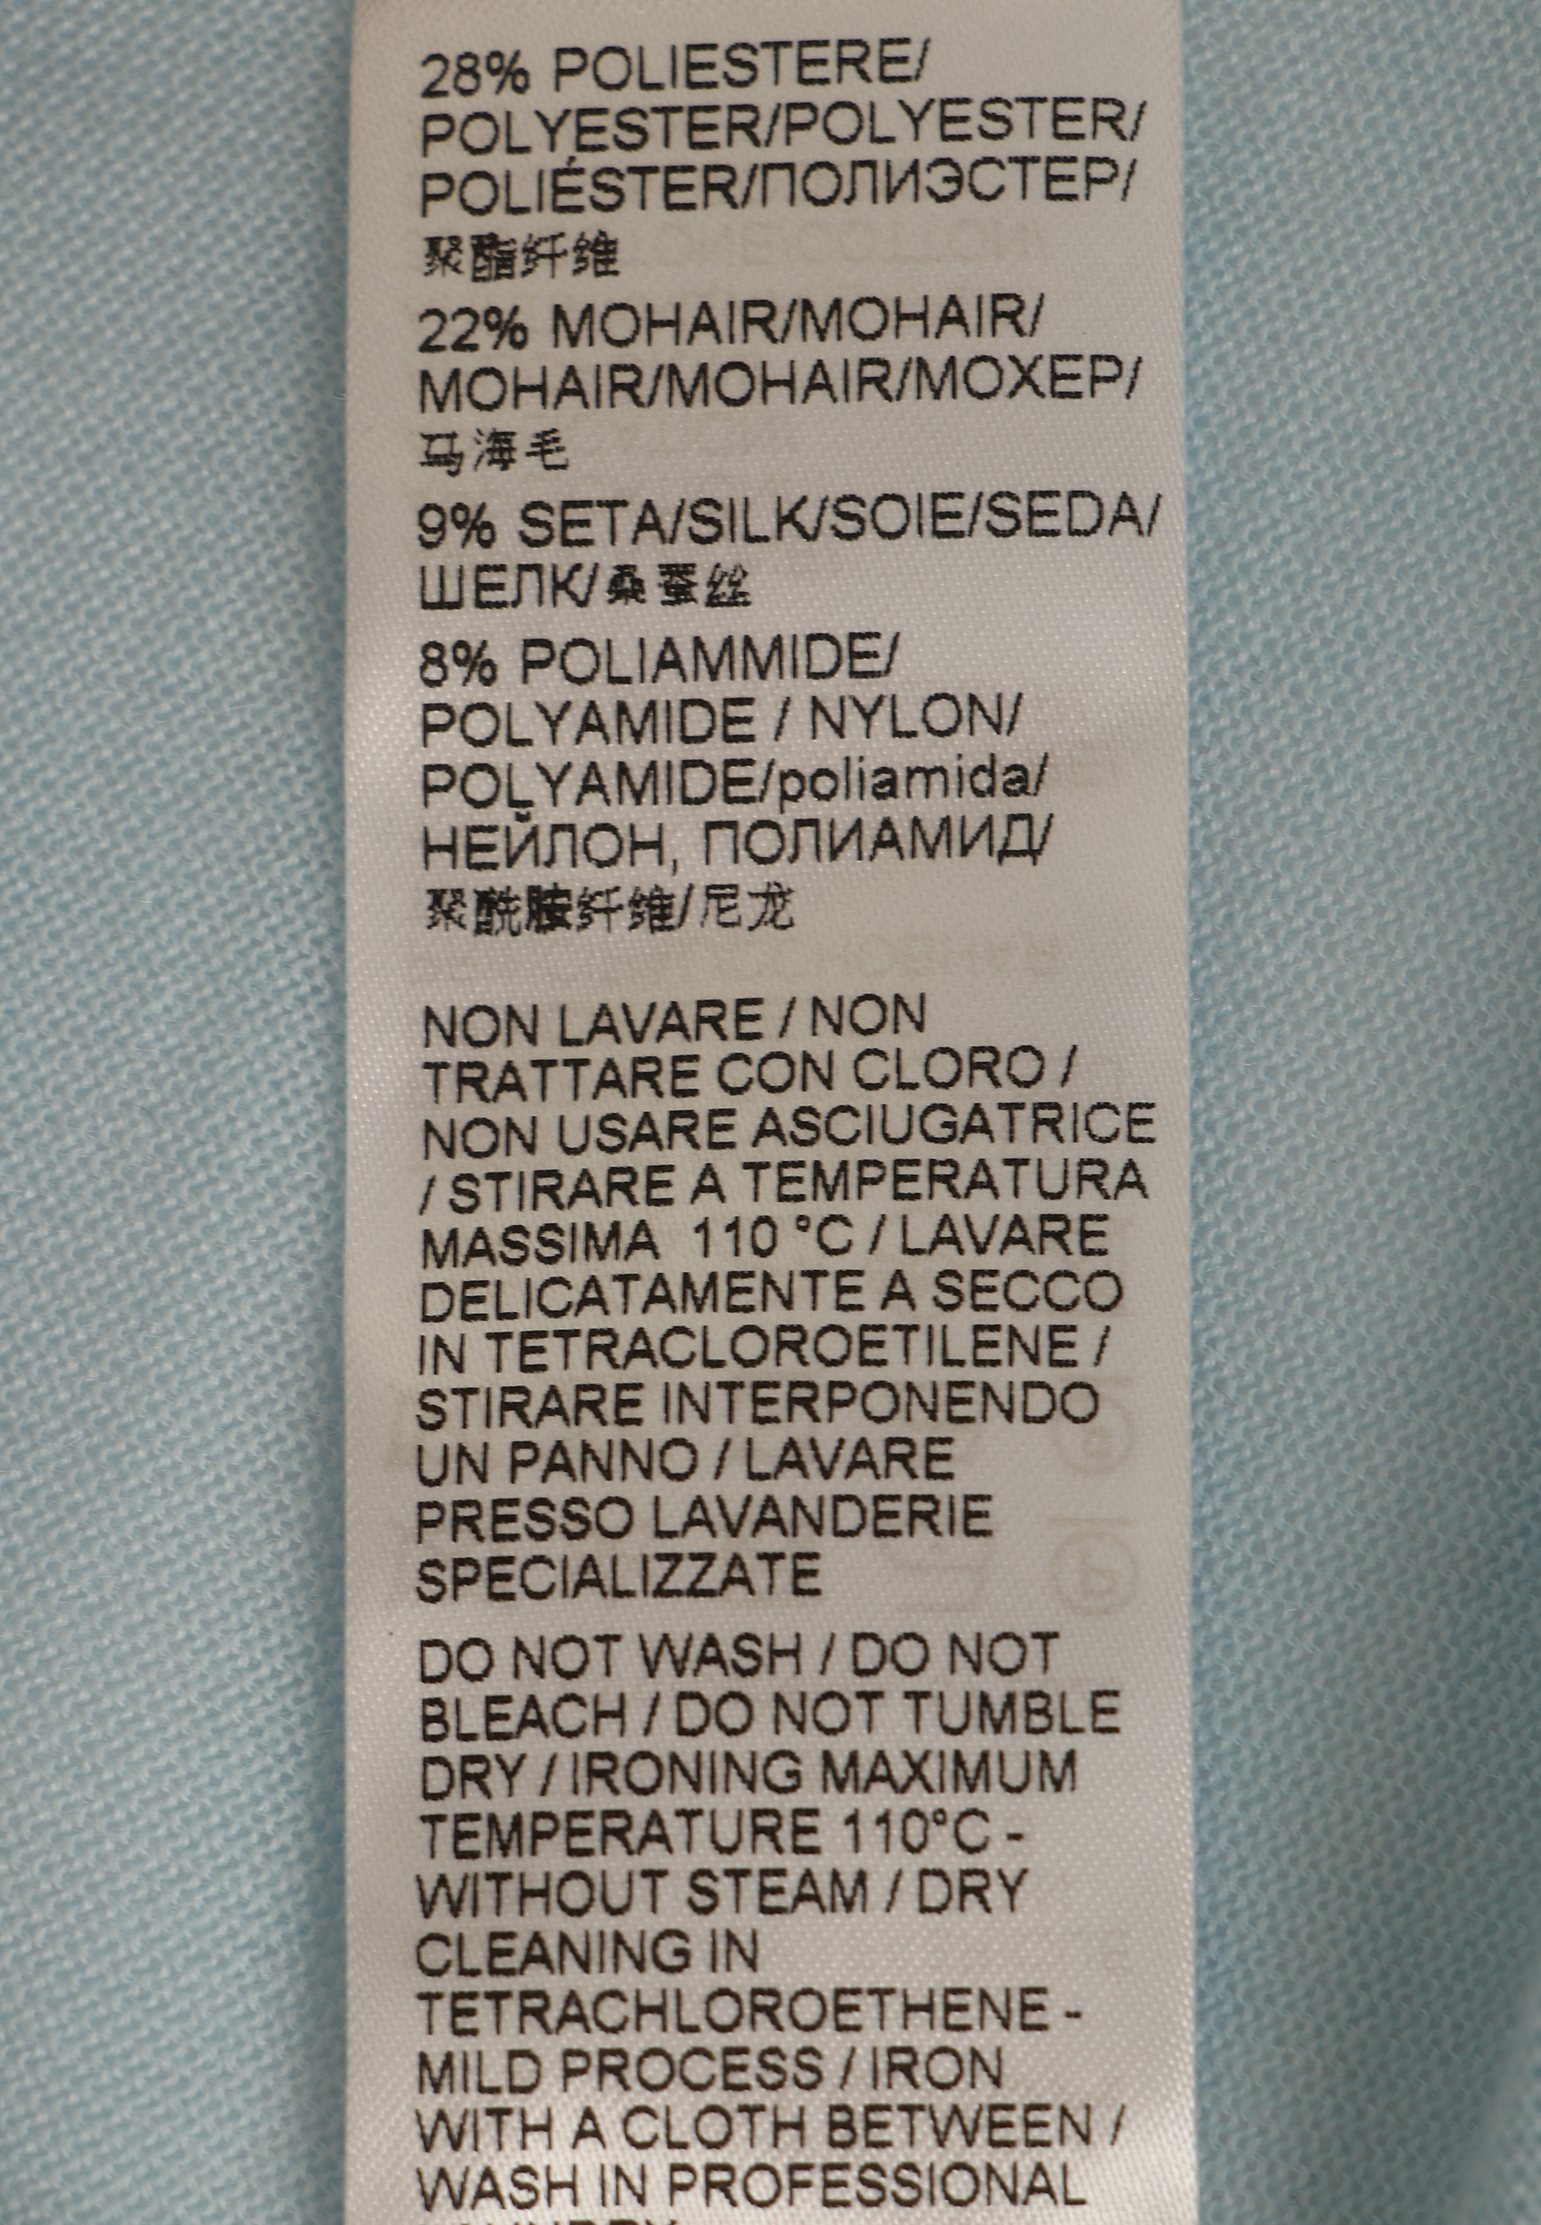 28% POLIESTERE/
POLYESTER/POLYESTER/
POLIÉSTER/ПОЛИЭСТЕР/
聚酯纤维
22% MOHAIR/MOHAIR/
MOHAIR/MOHAIR/МОХЕР/
马海毛
9% SETA/SILK/SOIE/SEDA/
ШЕЛК/桑蚕丝
8% POLIAMMIDE/
POLYAMIDE / NYLON/
POLYAMIDE/poliamida/
НЕЙЛОН, ПОЛИАМИД/
聚酰胺纤维/尼龙
NON LAVARE / NON
TRATTARE CON CLORO /
NON USARE ASCIUGATRICE
/ STIRARE A TEMPERATURA
MASSIMA 110 °C / LAVARE
DELICATAMENTE A SECCO
IN TETRACLOROETILENE /
STIRARE INTERPONENDO
UN PANNO / LAVARE
PRESSO LAVANDERIE
SPECIALIZZATE
DO NOT WASH / DO NOT
BLEACH / DO NOT TUMBLE
DRY / IRONING MAXIMUM
TEMPERATURE 110°C -
WITHOUT STEAM / DRY
CLEANING IN
TETRACHLOROETHENE -
MILD PROCESS / IRON
WITH A CLOTH BETWEEN /
WASH IN PROFESSIONAL